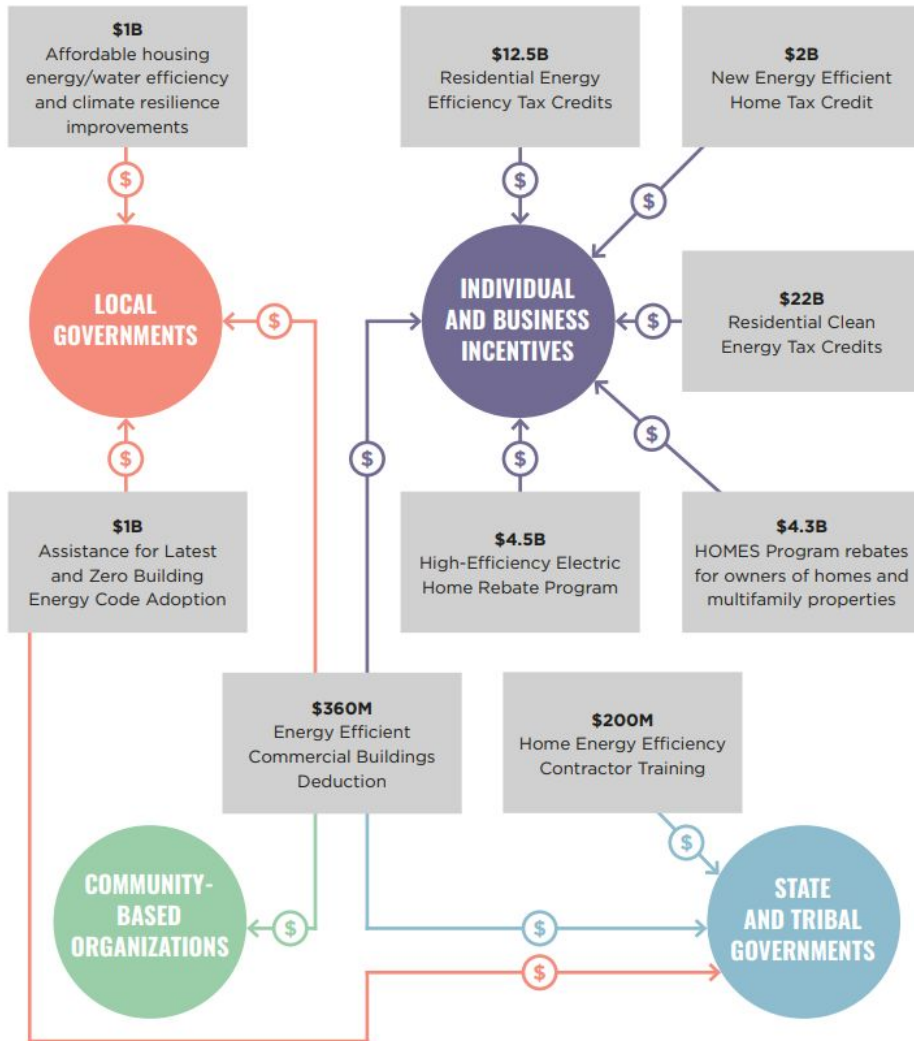 $1B
Affordable housing
energy/water efficiency
and climate resilience
improvements
$12.5B
Residential Energy
Efficiency Tax Credits
$2B
New Energy Efficient
Home Tax Credit
$
$
$
LOCAL
GOVERNMENTS
$
INDIVIDUAL
AND BUSINESS
INCENTIVES
$
$22B
Residential Clean
Energy Tax Credits
$
$
$
$
$1B
Assistance for Latest
and Zero Building
Energy Code Adoption
$4.5B
High-Efficiency Electric
Home Rebate Program
$4.3B
HOMES Program rebates
for owners of homes and
multifamily properties
$360M
Energy Efficient
Commercial Buildings
Deduction
$200M
Home Energy Efficiency
Contractor Training
$
COMMUNITY-
BASED
ORGANIZATIONS
$
$
STATE
AND TRIBAL
GOVERNMENTS
$